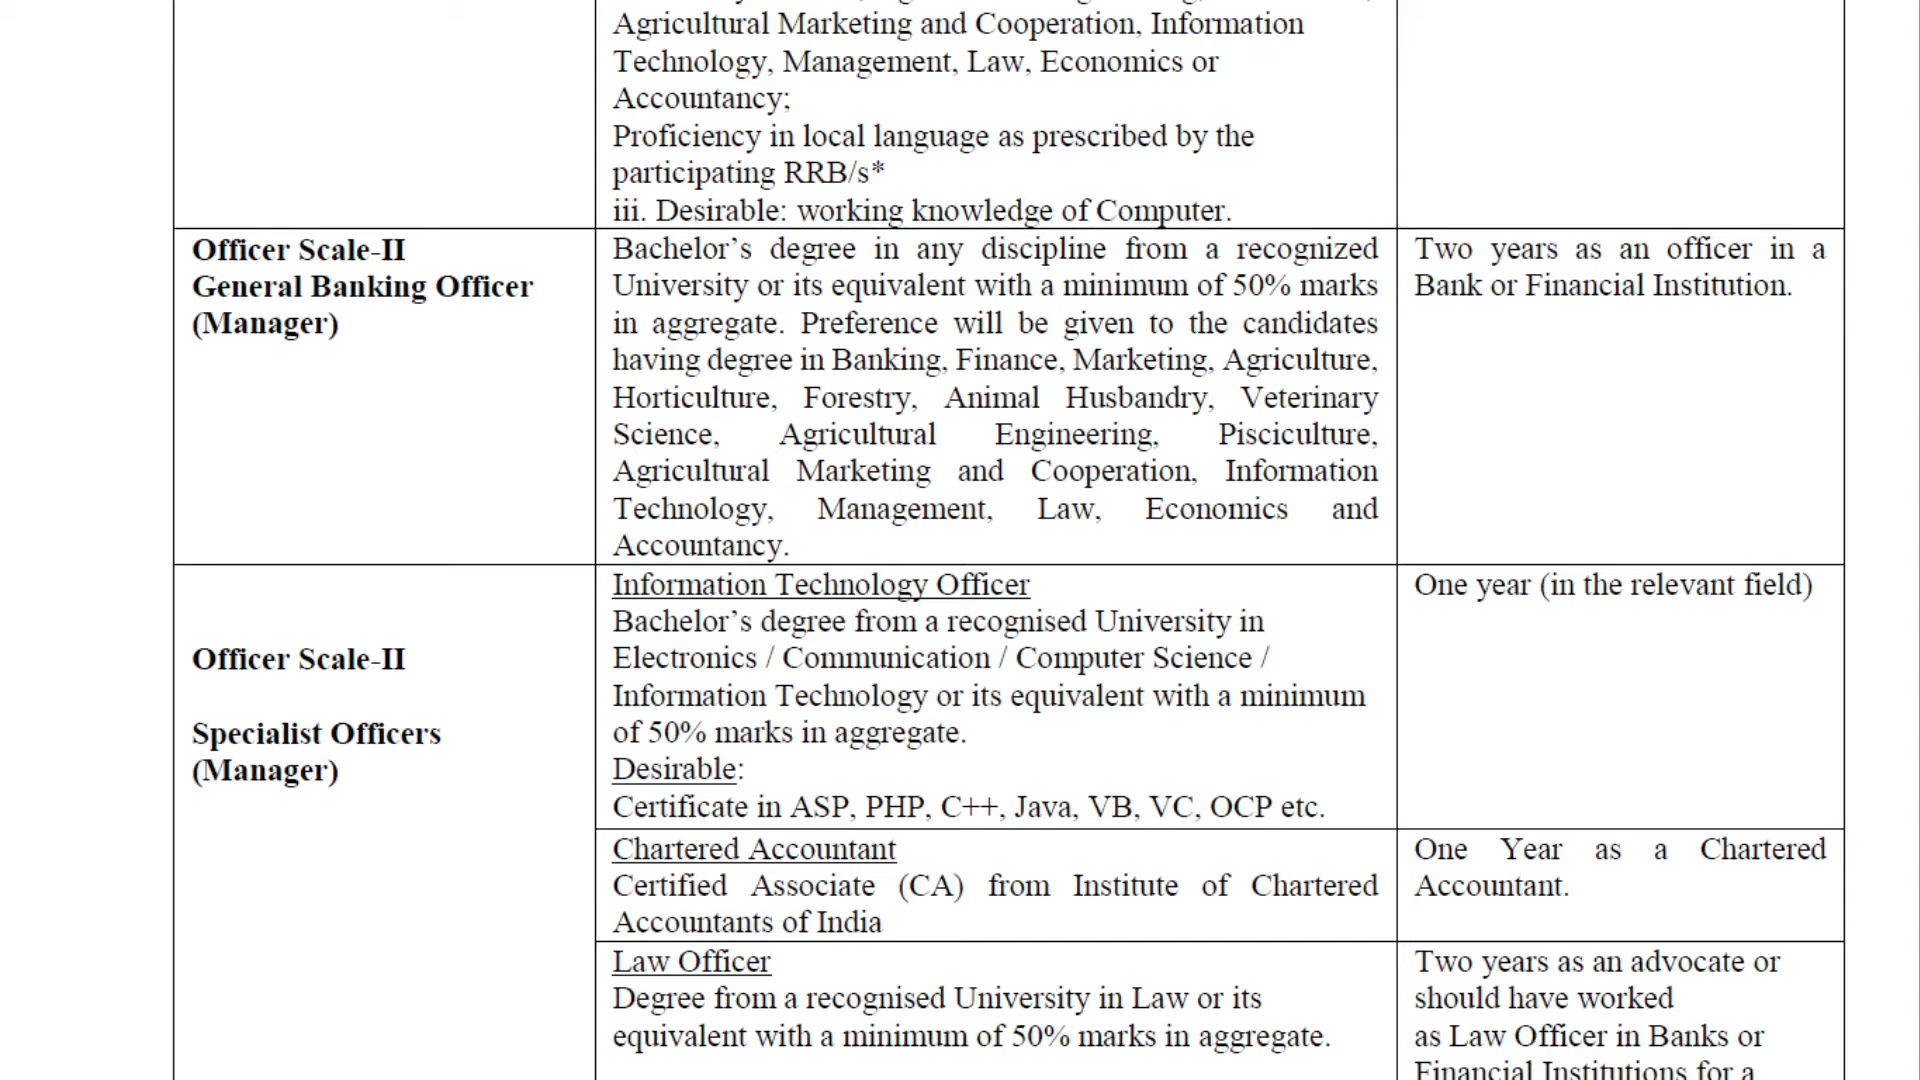 Agricultural Marketing and Cooperation, Information
Technology, Management, Law, Economics or
Accountancy;
Proficiency in local language as prescribed by the
participating RRB/s*
iii. Desirable: working knowledge of Computer.
Officer Scale-II
General Banking Officer
(Manager)
Bachelor’s degree in any discipline from a recognized
University or its equivalent with a minimum of 50% marks
in aggregate. Preference will be given to the candidates
having degree in Banking, Finance, Marketing, Agriculture,
Horticulture, Forestry, Animal Husbandry, Veterinary
Science, Agricultural Engineering, Pisciculture,
Agricultural Marketing and Cooperation, Information
Technology, Management, Law, Economics and
Accountancy.
Two years as an officer in a
Bank or Financial Institution.
Officer Scale-II
Specialist Officers
(Manager)
Information Technology Officer
Bachelor’s degree from a recognised University in
Electronics / Communication / Computer Science /
Information Technology or its equivalent with a minimum
of 50% marks in aggregate.
Desirable:
Certificate in ASP, PHP, C++, Java, VB, VC, OCP etc.
One year (in the relevant field)
Chartered Accountant
Certified Associate (CA) from Institute of Chartered
Accountants of India
One Year as a Chartered
Accountant.
Law Officer
Degree from a recognised University in Law or its
equivalent with a minimum of 50% marks in aggregate.
Two years as an advocate or
should have worked
as Law Officer in Banks or
Financial Institutions for a